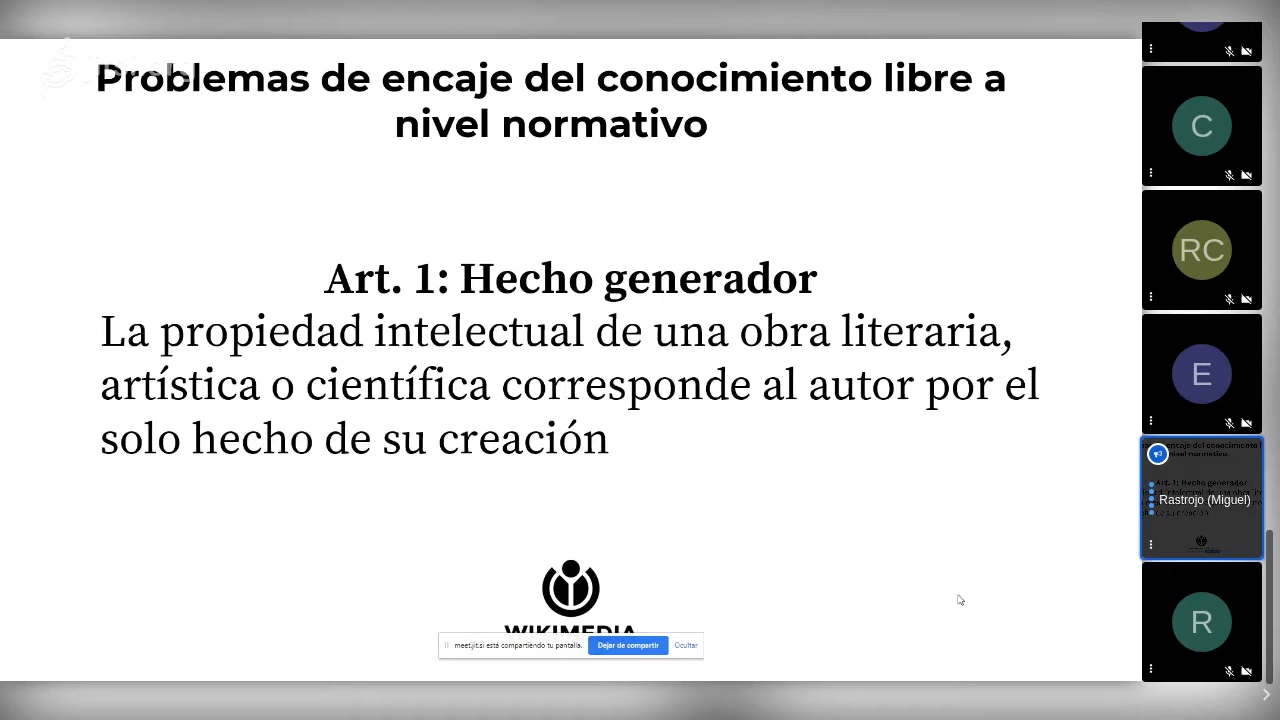 Problemas de encaje del conocimiento libre a
nivel normativo
Art. 1: Hecho generador
La propiedad intelectual de una obra literaria,
artística o científica corresponde al autor por el
solo hecho de su creación
WIKIMEDIA
meet.jit.si está compartiendo tu pantalla.
Dejar de compartir
Ocultar
C
RC
E
Rastrojo (Miguel)
R